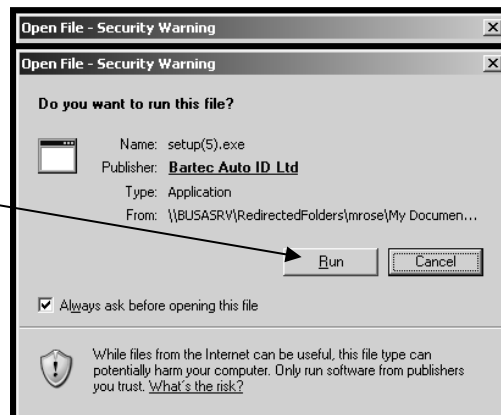 Open File - Security Warning
Open File - Security Warning
Do you want to run this file?
Name: setup(5).exe
Publisher: Bartec Auto ID Ltd
Type: Application
From: \\BUSASRV\RedirectedFolders\mrose\My Documen...
Run Cancel
Always ask before opening this file
While files from the Internet can be useful, this file type can
potentially harm your computer. Only run software from publishers
you trust. What's the risk?